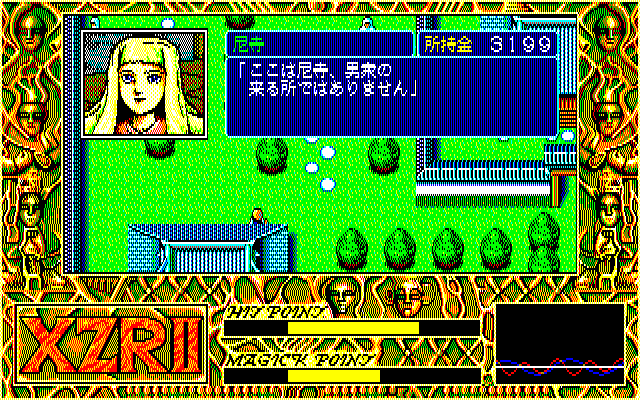 尼寺
所持金 3199
「ここは尼寺、男衆の
来る所ではありません」
XZRII
HIT POINT
MAGICK POINT